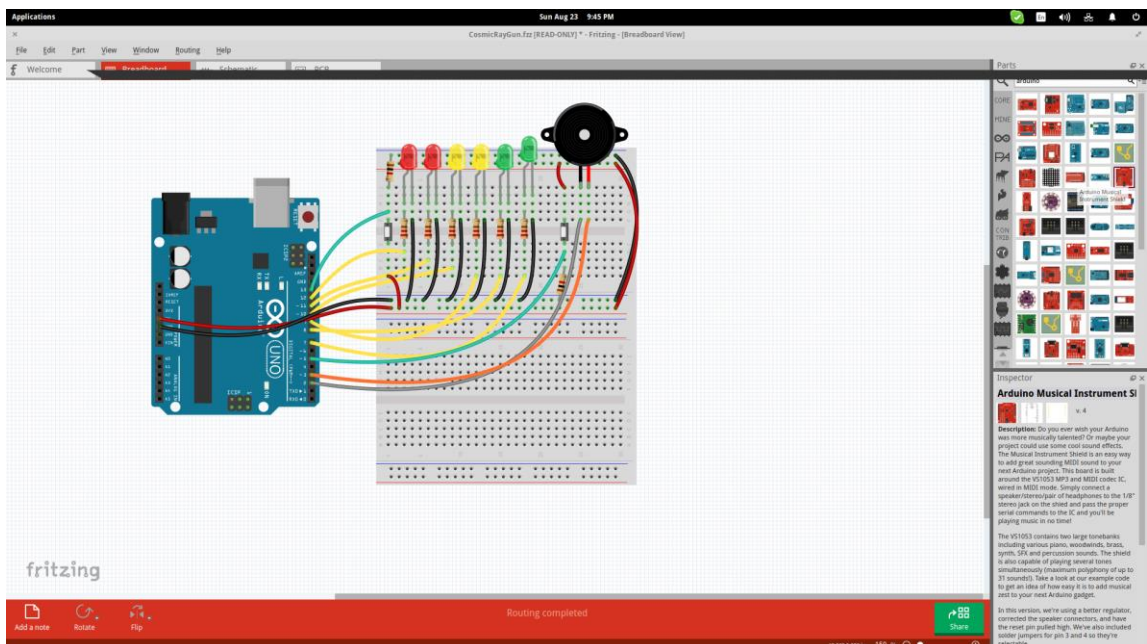 Applications
Sun Aug 23 9:45 PM
En
CosmicRayGun.fzz [READ-ONLY] * - Fritzing - [Breadboard View]
File Edit Part View Window Routing Help
Welcome
Breadboard
Schematic
PCB
Parts
arduino
CORE
MINE
CON
TRIB
Arduino Musical
Instrument Shield
Arduino
UNO
ICSP
fritzing
Add a note
Rotate
Flip
Routing completed
Share
Inspector
Arduino Musical Instrument S
v. 4
Description: Do you ever wish your Arduino
was more musically talented? Or maybe your
project could use some cool sound effects.
The Musical Instrument Shield is an easy way
to add great sounding MIDI sound to your
next Arduino project. This board is built
around the VS1053 MP3 and MIDI codec IC,
wired in MIDI mode. Simply connect a
speaker/stereo/pair of headphones to the 1/8"
stereo jack on the shied and pass the proper
serial commands to the IC and you'll be
playing music in no time!
The VS1053 contains two large tonebanks
including various piano, woodwinds, brass,
synth, SFX and percussion sounds. The shield
is also capable of playing several tones
simultaneously (maximum polyphony of up to
31 sounds!). Take a look at our example code
to get an idea of how easy it is to add musical
zest to your next Arduino gadget.
In this version, we're using a better regulator,
corrected the speaker connectors, and have
the reset pin pulled high. We've also included
solder jumpers for pin 3 and 4 so they're